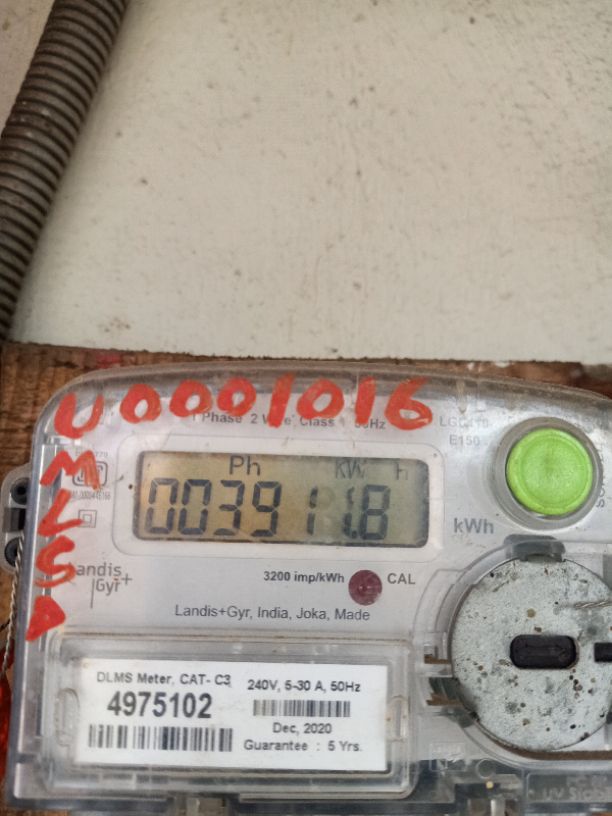 U0001016
MLSA
1 Phase 2 Wire Class 1 50Hz
E150
Ph KW H
003911.8
kWh
3200 imp/kWh CAL
Landis+Gyr
Landis+Gyr, India, Joka, Made
DLMS Meter, CAT- C3
4975102
240V, 5-30 A, 50Hz
Dec, 2020
Guarantee : 5 Yrs.